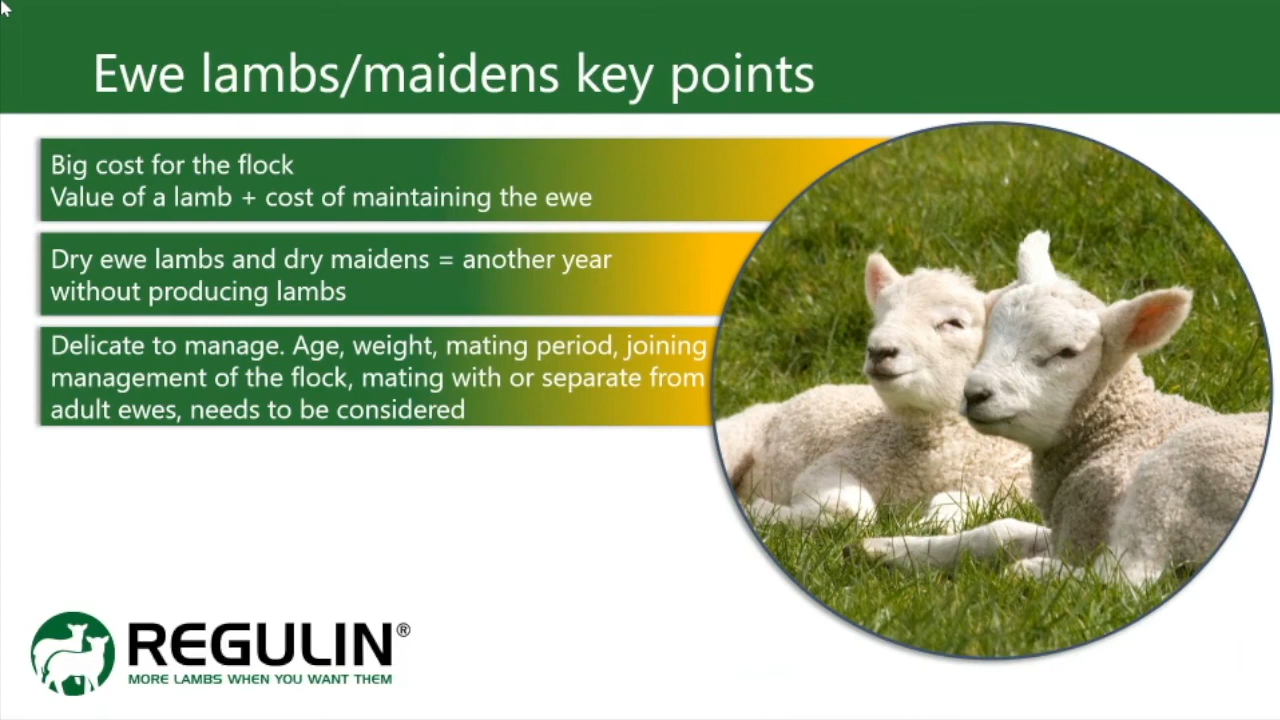 Ewe lambs/maidens key points
Big cost for the flock
Value of a lamb + cost of maintaining the ewe
Dry ewe lambs and dry maidens = another year
without producing lambs
Delicate to manage. Age, weight, mating period, joining
management of the flock, mating with or separate from
adult ewes, needs to be considered
REGULIN®
MORE LAMBS WHEN YOU WANT THEM